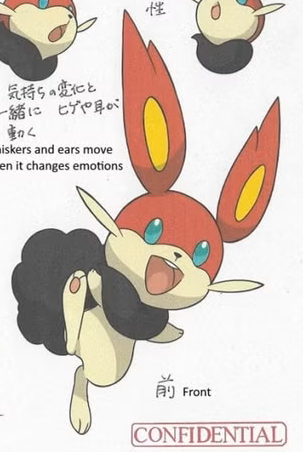 性
気持ちの変化と
一緒に ヒゲや耳が
動く
iskers and ears move
en it changes emotions
前 Front
CONFIDENTIAL